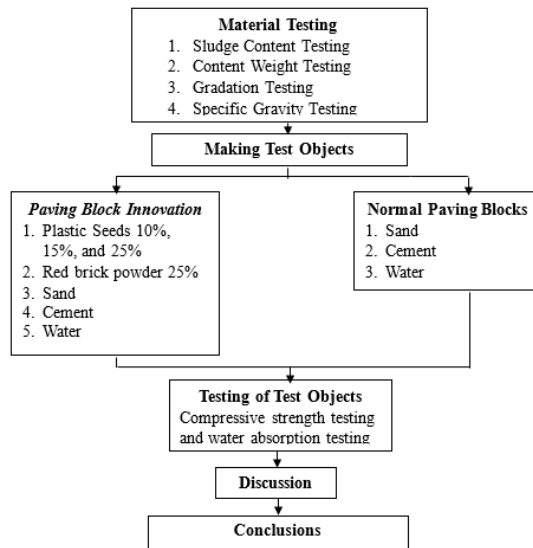 Material Testing
1. Sludge Content Testing
2. Content Weight Testing
3. Gradation Testing
4. Specific Gravity Testing
Making Test Objects
Paving Block Innovation
1. Plastic Seeds 10%,
15%, and 25%
2. Red brick powder 25%
3. Sand
4. Cement
5. Water
Normal Paving Blocks
1. Sand
2. Cement
3. Water
Testing of Test Objects
Compressive strength testing
and water absorption testing
Discussion
Conclusions